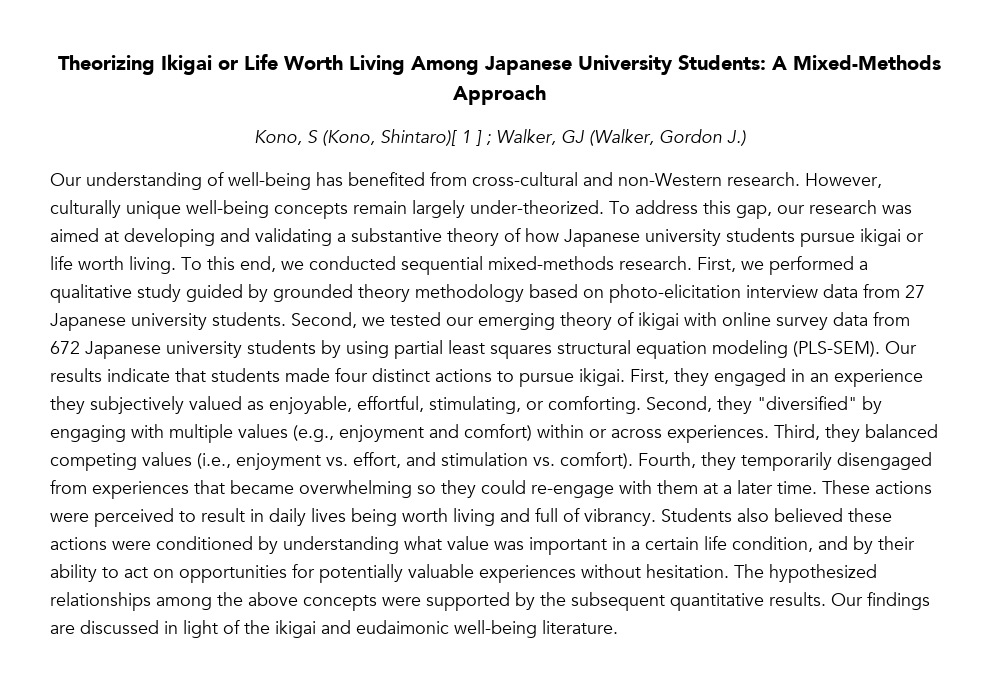 Theorizing Ikigai or Life Worth Living Among Japanese University Students: A Mixed-Methods
Approach
Kono, S (Kono, Shintaro)[ 1 ] ; Walker, GJ (Walker, Gordon J.)
Our understanding of well-being has benefited from cross-cultural and non-Western research. However,
culturally unique well-being concepts remain largely under-theorized. To address this gap, our research was
aimed at developing and validating a substantive theory of how Japanese university students pursue ikigai or
life worth living. To this end, we conducted sequential mixed-methods research. First, we performed a
qualitative study guided by grounded theory methodology based on photo-elicitation interview data from 27
Japanese university students. Second, we tested our emerging theory of ikigai with online survey data from
672 Japanese university students by using partial least squares structural equation modeling (PLS-SEM). Our
results indicate that students made four distinct actions to pursue ikigai. First, they engaged in an experience
they subjectively valued as enjoyable, effortful, stimulating, or comforting. Second, they "diversified" by
engaging with multiple values (e.g., enjoyment and comfort) within or across experiences. Third, they balanced
competing values (i.e., enjoyment vs. effort, and stimulation vs. comfort). Fourth, they temporarily disengaged
from experiences that became overwhelming so they could re-engage with them at a later time. These actions
were perceived to result in daily lives being worth living and full of vibrancy. Students also believed these
actions were conditioned by understanding what value was important in a certain life condition, and by their
ability to act on opportunities for potentially valuable experiences without hesitation. The hypothesized
relationships among the above concepts were supported by the subsequent quantitative results. Our findings
are discussed in light of the ikigai and eudaimonic well-being literature.